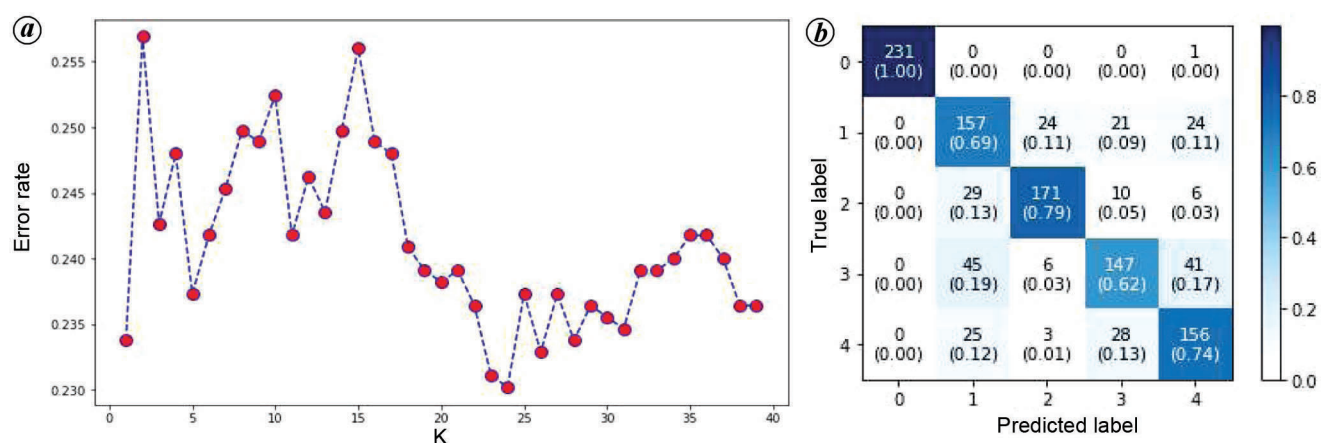 a
0.255
0.250
0.245
0.240
0.235
0.230
Error rate
0 5 10 15 20 25 30 35 40
K
b
0
1
2
3
4
True label
231 0 0 0 1
(1.00) (0.00) (0.00) (0.00) (0.00)
0 157 24 21 24
(0.00) (0.69) (0.11) (0.09) (0.11)
0 29 171 10 6
(0.00) (0.13) (0.79) (0.05) (0.03)
0 45 6 147 41
(0.00) (0.19) (0.03) (0.62) (0.17)
0 25 3 28 156
(0.00) (0.12) (0.01) (0.13) (0.74)
0 1 2 3 4
Predicted label
0.8
0.6
0.4
0.2
0.0